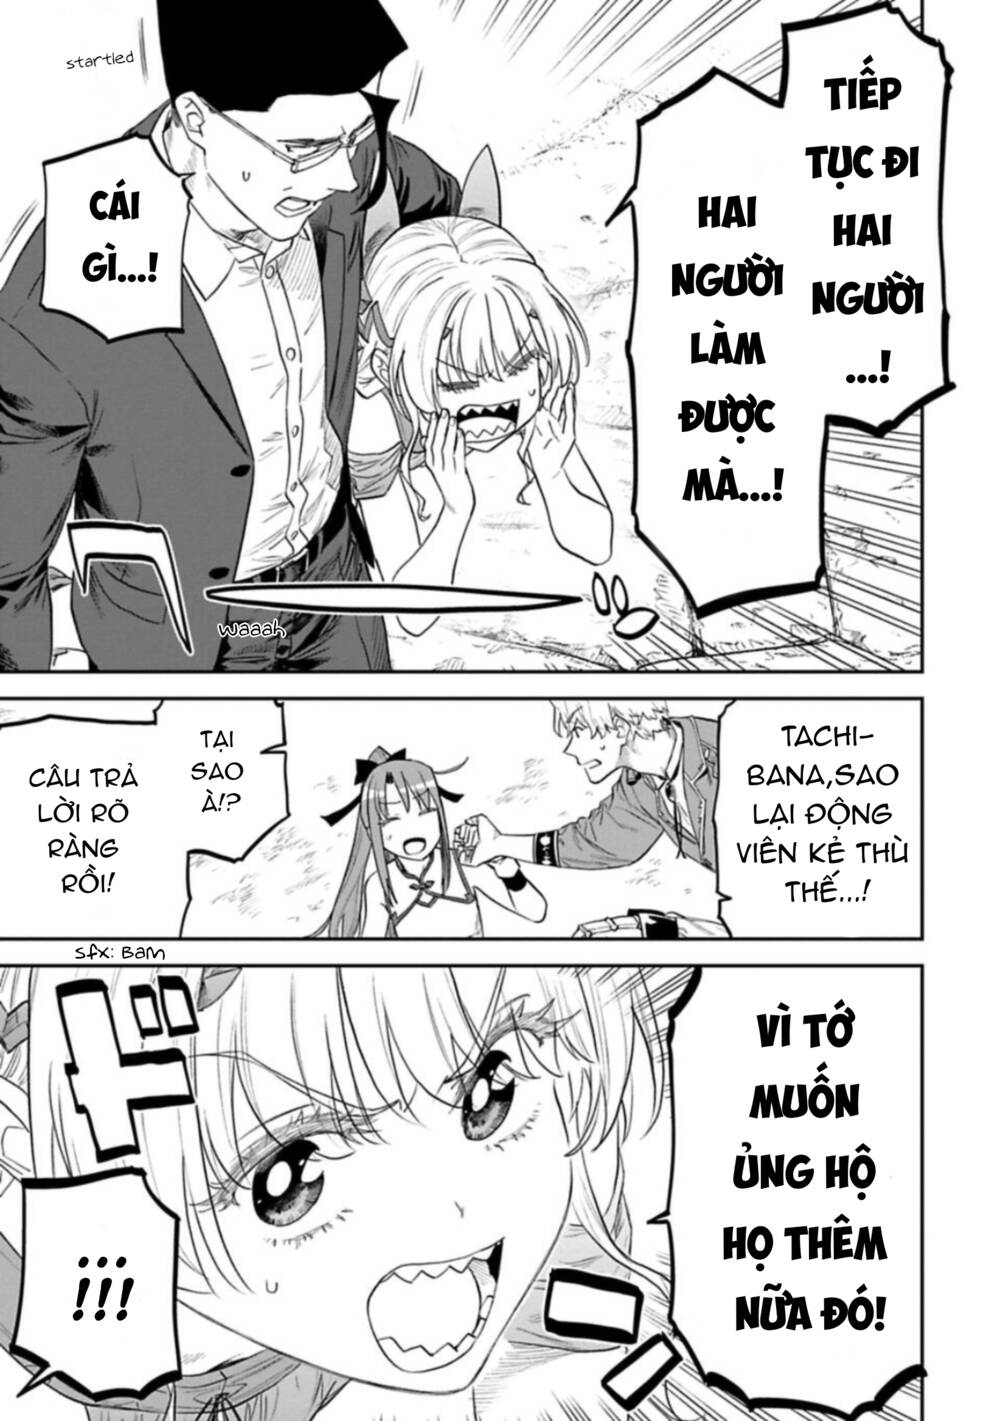 startled
TIẾP
TỤC ĐI
HAI
NGƯỜI
...!
HAI
NGƯỜI
LÀM
ĐƯỢC
MÀ...!
CÁI
GÌ...!
waaah
TACHI-
BANA,SAO
LẠI ĐỘNG
VIÊN KẺ THÙ
THẾ...!
TẠI
SAO
À!?
CÂU TRẢ
LỜI RÕ
RÀNG
RỒI!
sfx: Bam
ド
ン
VÌ TỚ
MUỐN
ỦNG HỘ
HỌ THÊM
NỮA ĐÓ!
!!!